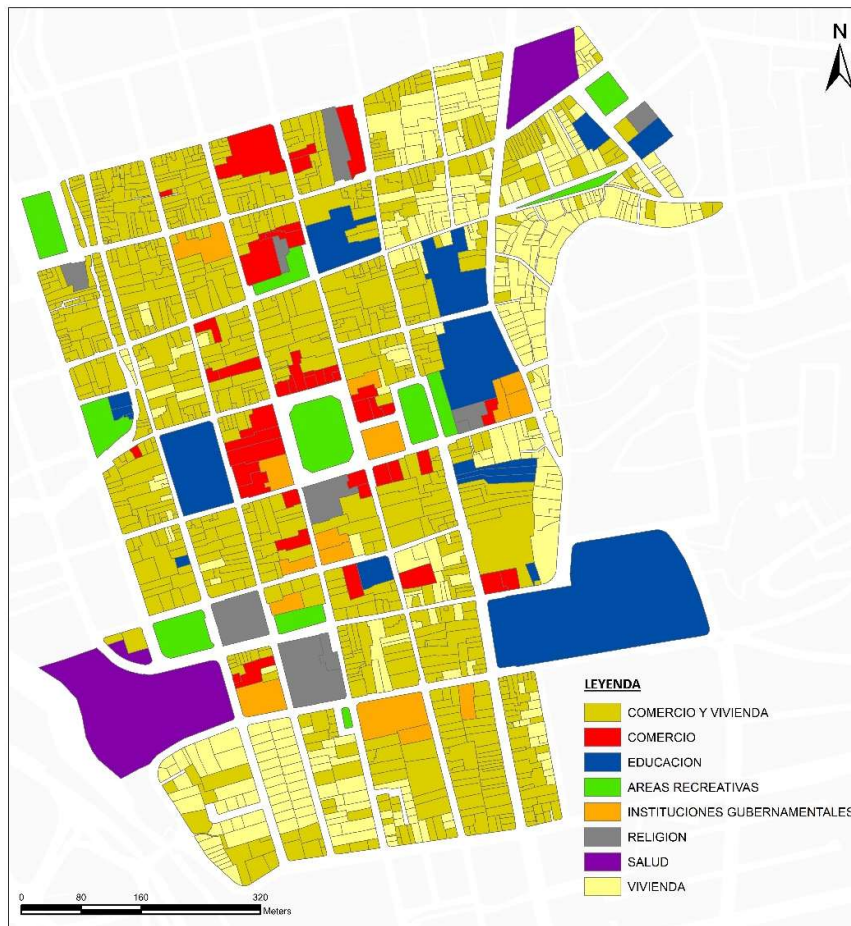 N
LEYENDA
COMERCIO Y VIVIENDA
COMERCIO
EDUCACION
AREAS RECREATIVAS
INSTITUCIONES GUBERNAMENTALES
RELIGION
SALUD
VIVIENDA
0 80 160 320
Meters